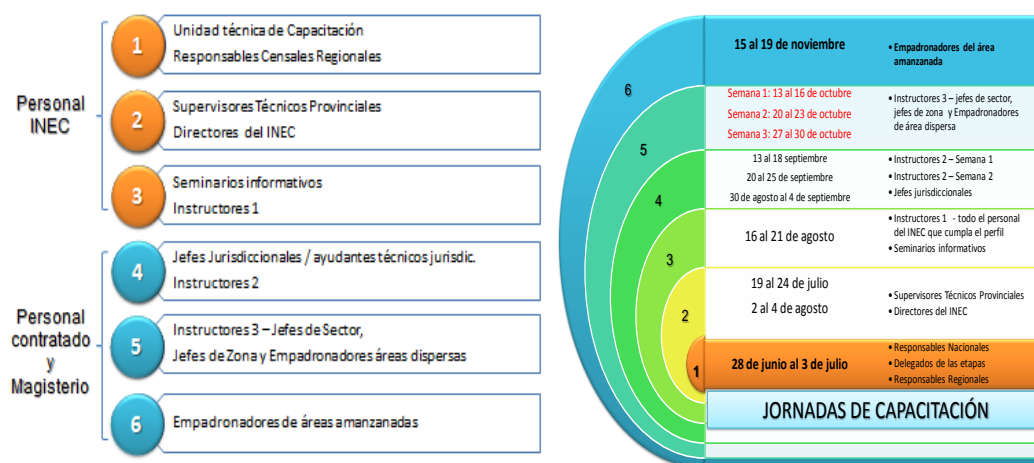 Personal
INEC
1
Unidad técnica de Capacitación
Responsables Censales Regionales
2
Supervisores Técnicos Provinciales
Directores del INEC
3
Seminarios informativos
Instructores 1
Personal
contratado
y
Magisterio
4
Jefes Jurisdiccionales / ayudantes técnicos jurisdic.
Instructores 2
5
Instructores 3 – Jefes de Sector,
Jefes de Zona y Empadronadores áreas dispersas
6
Empadronadores de áreas amanzanadas
6
15 al 19 de noviembre
• Empadronadores del área
amanzanada
5
Semana 1: 13 al 16 de octubre
Semana 2: 20 al 23 de octubre
Semana 3: 27 al 30 de octubre
• Instructores 3 – jefes de sector,
jefes de zona y Empadronadores
de área dispersa
4
13 al 18 septiembre
20 al 25 de septiembre
30 de agosto al 4 de septiembre
• Instructores 2 – Semana 1
• Instructores 2 – Semana 2
• Jefes jurisdiccionales
3
16 al 21 de agosto
• Instructores 1 - todo el personal
del INEC que cumpla el perfil
• Seminarios informativos
2
19 al 24 de julio
2 al 4 de agosto
• Supervisores Técnicos Provinciales
• Directores del INEC
1
28 de junio al 3 de julio
• Responsables Nacionales
• Delegados de las etapas
• Responsables Regionales
JORNADAS DE CAPACITACIÓN